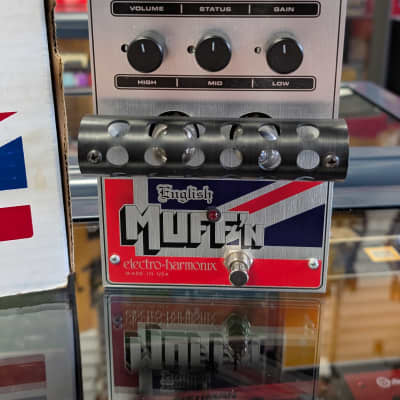 VOLUME STATUS GAIN
HIGH MID LOW
English
MUFF'N
electro-harmonix
MADE IN USA